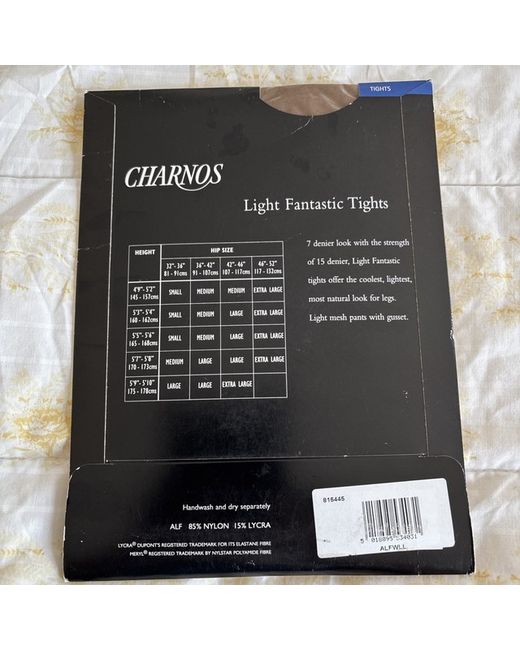 TIGHTS
CHARNOS
Light Fantastic Tights
HEIGHT HIP SIZE
32"- 36" 36"- 42" 42"- 46" 46"- 52"
81 - 91cms 91 - 107cms 107 - 117cms 117 - 132cms
4'9"- 5'2" SMALL MEDIUM MEDIUM EXTRA LARGE
145 - 157cms
5'3"- 5'4" SMALL MEDIUM LARGE EXTRA LARGE
160 - 162cms
5'5"- 5'6" SMALL MEDIUM LARGE EXTRA LARGE
165 - 168cms
5'7"- 5'8" MEDIUM LARGE LARGE EXTRA LARGE
170 - 173cms
5'9"- 5'10" LARGE LARGE EXTRA LARGE
175 - 178cms
7 denier look with the strength
of 15 denier, Light Fantastic
tights offer the coolest, lightest,
most natural look for legs.
Light mesh pants with gusset.
Handwash and dry separately
ALF 85% NYLON 15% LYCRA
LYCRA® DUPONT'S REGISTERED TRADEMARK FOR ITS ELASTANE FIBRE
MERYL® REGISTERED TRADEMARK BY NYLSTAR POLYAMIDE FIBRE
815445
5 018895 534031
ALFWLL